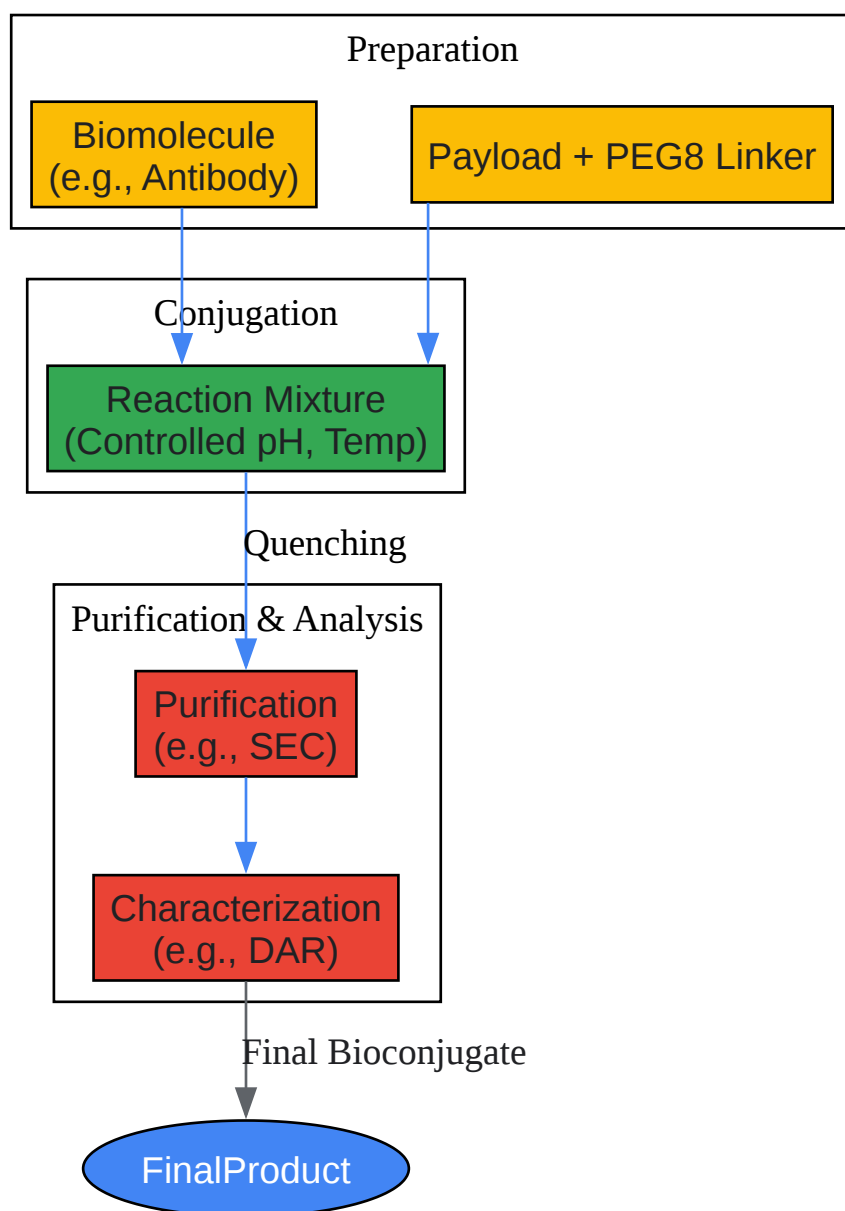 Preparation
Biomolecule
(e.g., Antibody)
Payload + PEG8 Linker
Conjugation
Reaction Mixture
(Controlled pH, Temp)
Quenching
Purification & Analysis
Purification
(e.g., SEC)
Characterization
(e.g., DAR)
Final Bioconjugate
FinalProduct